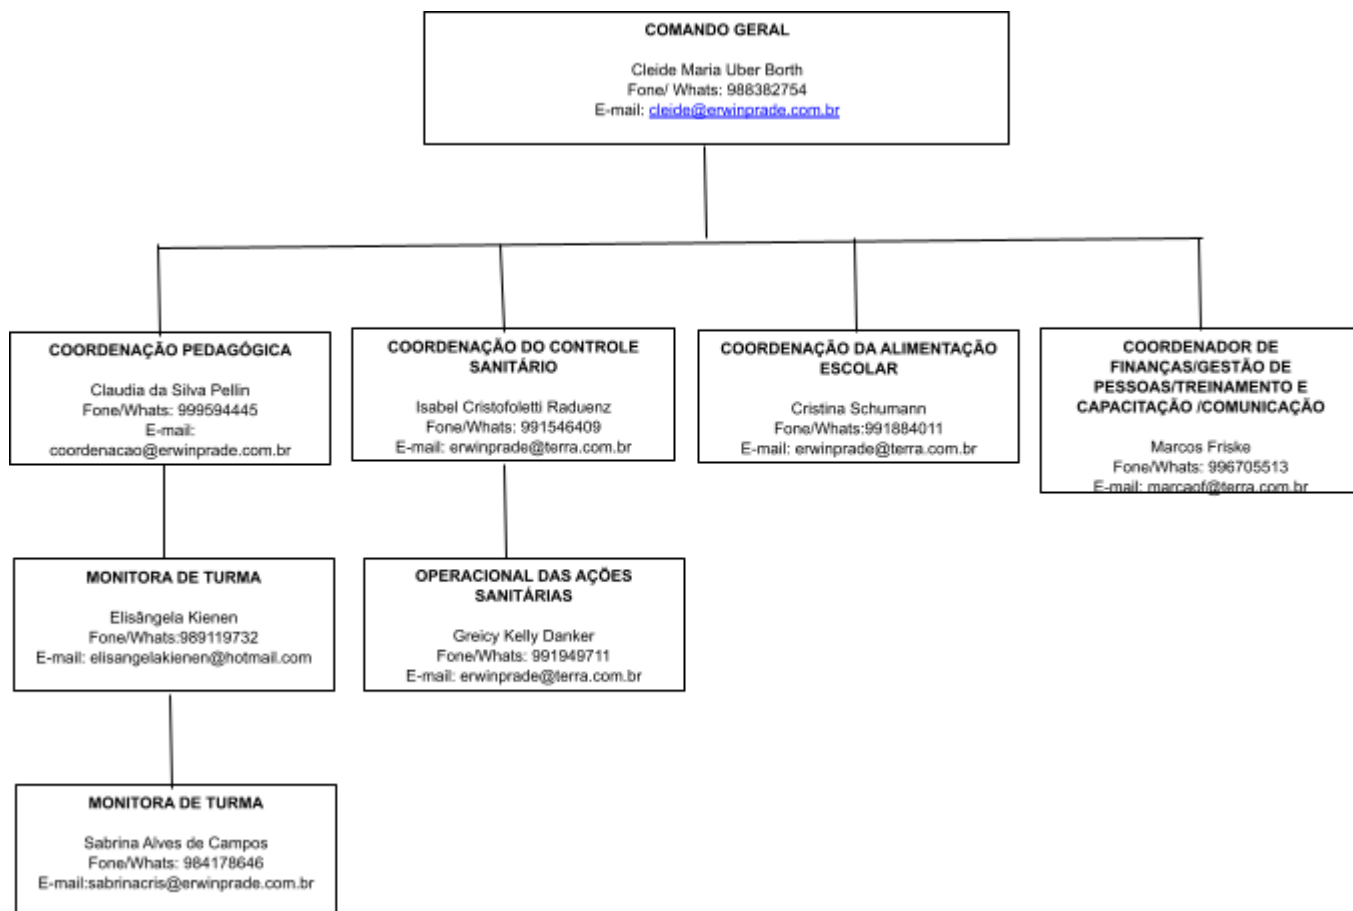 COMANDO GERAL
Cleide Maria Uber Borth
Fone/ Whats: 988382754
E-mail: cleide@erwinprade.com.br
COORDENAÇÃO PEDAGÓGICA
Claudia da Silva Pellin
Fone/Whats: 999594445
E-mail:
coordenacao@erwinprade.com.br
COORDENAÇÃO DO CONTROLE
SANITÁRIO
Isabel Cristofoletti Raduenz
Fone/Whats: 991546409
E-mail: erwinprade@terra.com.br
COORDENAÇÃO DA ALIMENTAÇÃO
ESCOLAR
Cristina Schumann
Fone/Whats:991884011
E-mail: erwinprade@terra.com.br
COORDENADOR DE
FINANÇAS/GESTÃO DE
PESSOAS/TREINAMENTO E
CAPACITAÇÃO /COMUNICAÇÃO
Marcos Friske
Fone/Whats: 996705513
E-mail: marcaof@terra.com.br
MONITORA DE TURMA
Elisângela Kienen
Fone/Whats:989119732
E-mail: elisangelakienen@hotmail.com
OPERACIONAL DAS AÇÕES
SANITÁRIAS
Greicy Kelly Danker
Fone/Whats: 991949711
E-mail: erwinprade@terra.com.br
MONITORA DE TURMA
Sabrina Alves de Campos
Fone/Whats: 984178646
E-mail:sabrinacris@erwinprade.com.br